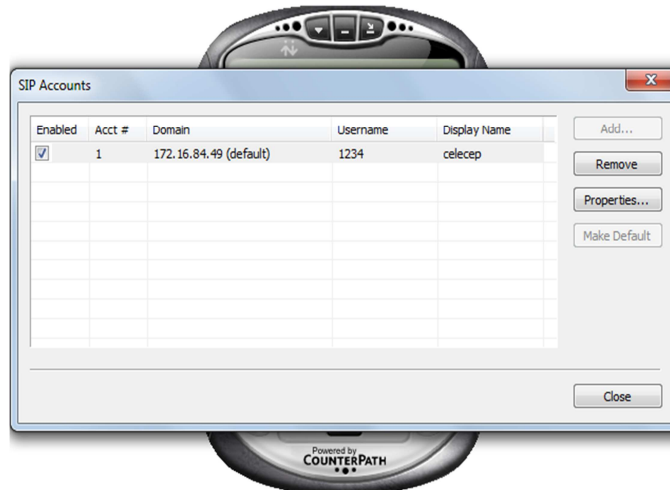 SIP Accounts
Enabled Acct # Domain Username Display Name
1 172.16.84.49 (default) 1234 celecep
Add...
Remove
Properties...
Make Default
Close
Powered by
COUNTERPATH